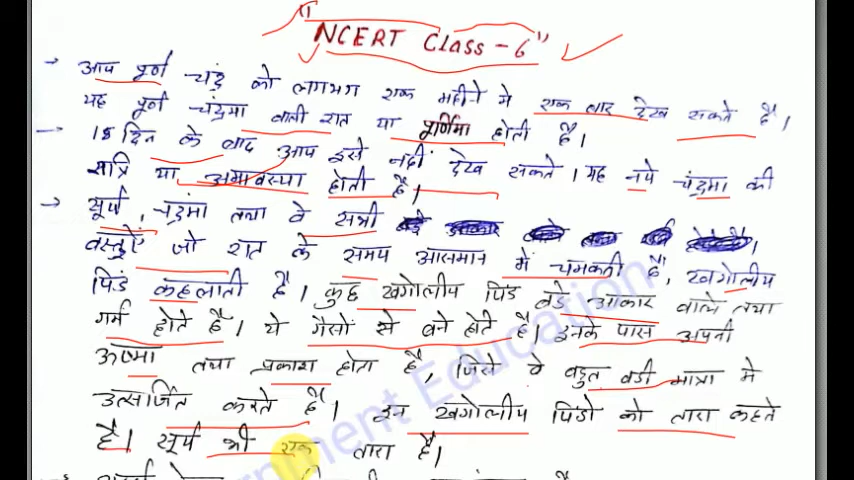 "NCERT Class-6"
→ आप पूर्ण चंद्र को लगभग एक महीने मे एक बार देख सकते है।
यह पूर्ण चंद्रमा वाली रात या पूर्णिमा होती है।
→ 15 दिन के बाद आप इसे नही देख सकते। यह नये चंद्रमा की
रात्रि या अमावस्या होती है।
→ सूर्य, चंद्रमा तथा वे सभी
वस्तुएँ जो रात के समय आसमान में चमकती है, खगोलीय
पिंड कहलाती है। कुछ खगोलीय पिंड बडे आकार वाले तथा
गर्म होते है। ये गैसों से बने होते है। इनके पास अपनी
ऊष्मा तथा प्रकाश होता है, जिसे वे बहुत बडी मात्रा मे
उत्सर्जित करते है। इन खगोलीय पिंडो को तारा कहते
है। सूर्य भी एक तारा है।